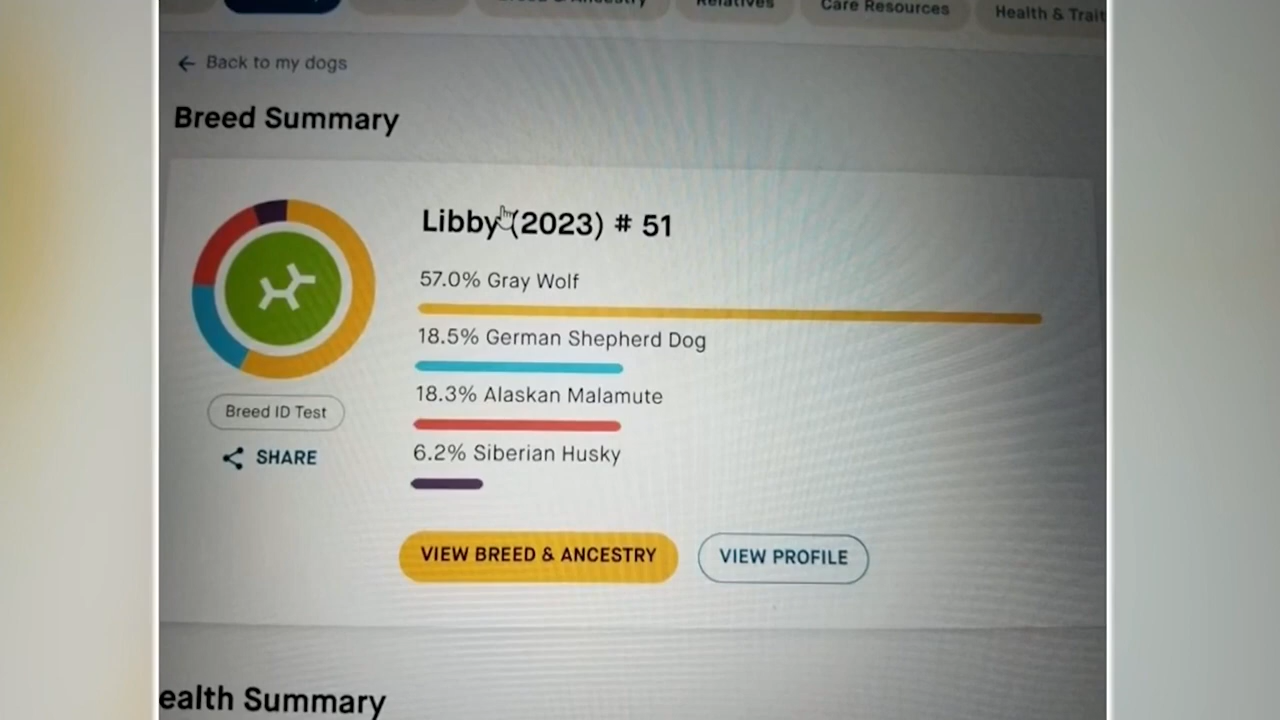 Relatives
Care Resources
Health & Trait
← Back to my dogs
Breed Summary
Libby (2023) # 51
57.0% Gray Wolf
18.5% German Shepherd Dog
18.3% Alaskan Malamute
6.2% Siberian Husky
Breed ID Test
SHARE
VIEW BREED & ANCESTRY
VIEW PROFILE
ealth Summary